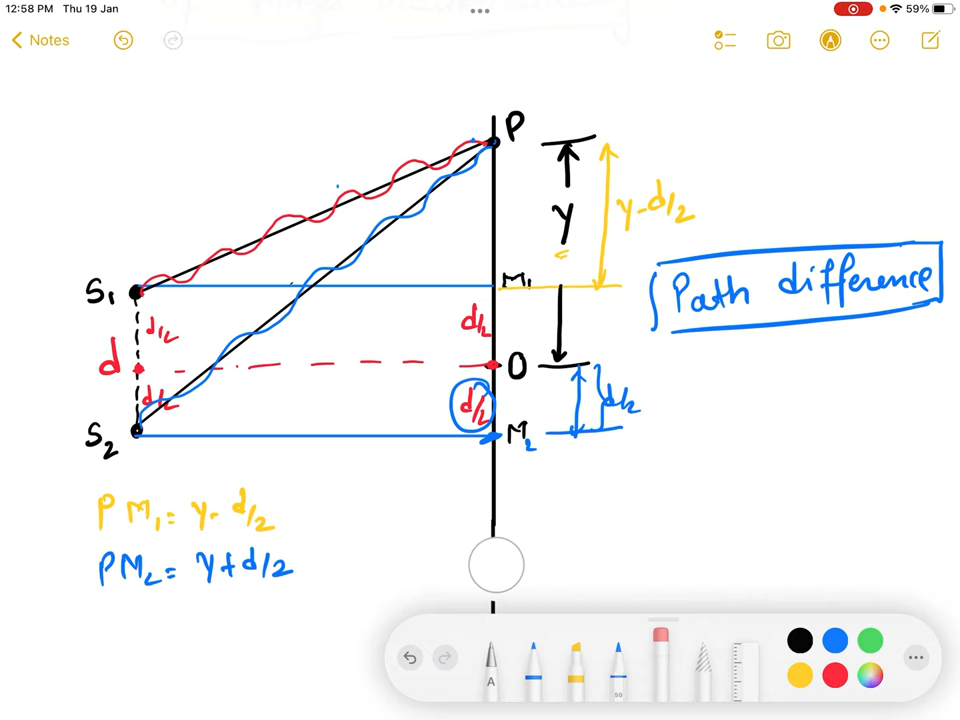 12:58 PM Thu 19 Jan
59%
Notes
P
y
y-d/2
S1
M1
Path difference
d/2
d/2
d
O
d/2
d/2
d/2
S2
M2
PM1 = y - d/2
PM2 = y + d/2
A
50